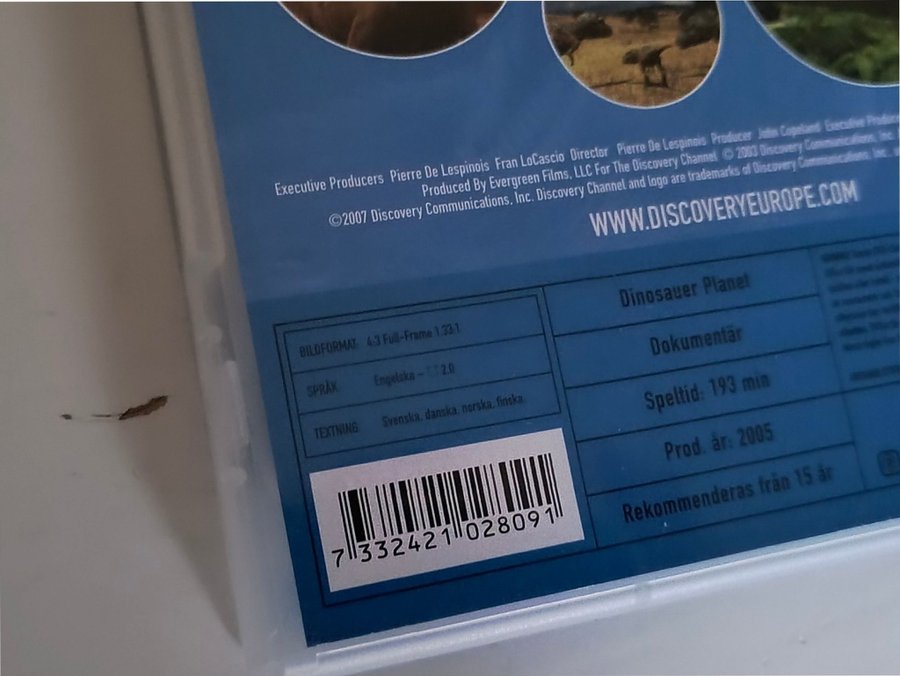 Executive Producers Pierre De Lespinois Fran LoCascio Director Pierre De Lespinois Producer John Copeland Executive
Produced By Evergreen Films, LLC For The Discovery Channel © 2003 Discovery Communications, Inc.
©2007 Discovery Communications, Inc. Discovery Channel and logo are trademarks of Discovery Communications, Inc.
WWW.DISCOVERYEUROPE.COM
BILDFORMAT: 4:3 Full-Frame 1.33:1
SPRÅK Engelska – 2.0
TEXTNING Svenska, danska, norska, finska.
7 332421 028091
Dinosauer Planet
Dokumentär
Speltid: 193 min
Prod. år: 2005
Rekommenderas från 15 år